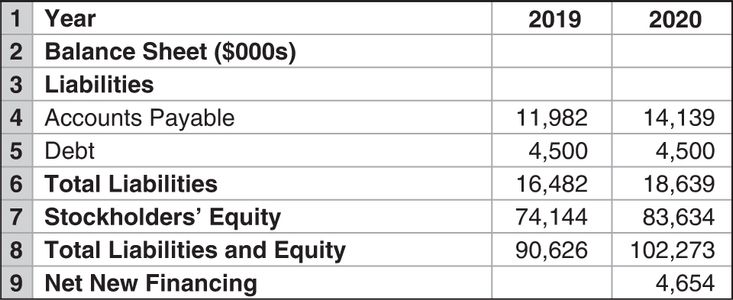 1 Year 2019 2020
2 Balance Sheet ($000s)
3 Liabilities
4 Accounts Payable 11,982 14,139
5 Debt 4,500 4,500
6 Total Liabilities 16,482 18,639
7 Stockholders’ Equity 74,144 83,634
8 Total Liabilities and Equity 90,626 102,273
9 Net New Financing 4,654